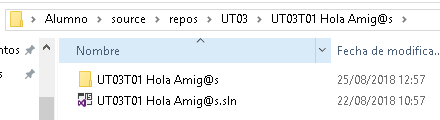 Alumno › source › repos › UT03 › UT03T01 Hola Amig@s ›
Nombre Fecha de modifica...
UT03T01 Hola Amig@s 25/08/2018 12:57
UT03T01 Hola Amig@s.sln 22/08/2018 10:57